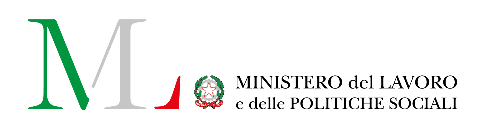 ML
MINISTERO del LAVORO
e delle POLITICHE SOCIALI